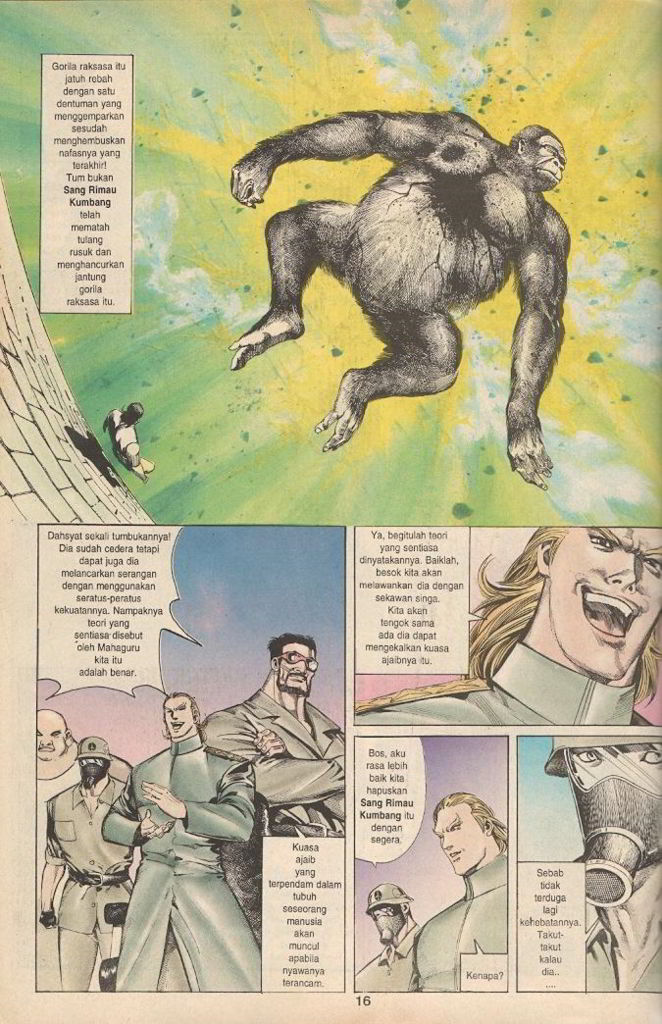 Gorila raksasa itu
jatuh rebah
dengan satu
dentuman yang
menggemparkan
sesudah
menghembuskan
nafasnya yang
terakhir!
Tum bukan
Sang Rimau
Kumbang
telah
mematah
tulang
rusuk dan
menghancurkan
jantung
gorila
raksasa itu.
Dahsyat sekali tumbukannya!
Dia sudah cedera tetapi
dapat juga dia
melancarkan serangan
dengan menggunakan
seratus-peratus
kekuatannya. Nampaknya
teori yang
sentiasa disebut
oleh Mahaguru
kita itu
adalah benar.
Kuasa
ajaib
yang
terpendam dalam
tubuh
seseorang
manusia
akan
muncul
apabila
nyawanya
terancam.
Ya, begitulah teori
yang sentiasa
dinyatakannya. Baiklah,
besok kita akan
melawankan dia dengan
sekawan singa.
Kita akan
tengok sama
ada dia dapat
mengekalkan kuasa
ajaibnya itu.
Bos, aku
rasa lebih
baik kita
hapuskan
Sang Rimau
Kumbang itu
dengan
segera.
Kenapa?
Sebab
tidak
terduga
lagi
kehebatannya.
Takut-
takut
kalau
dia..
....
16